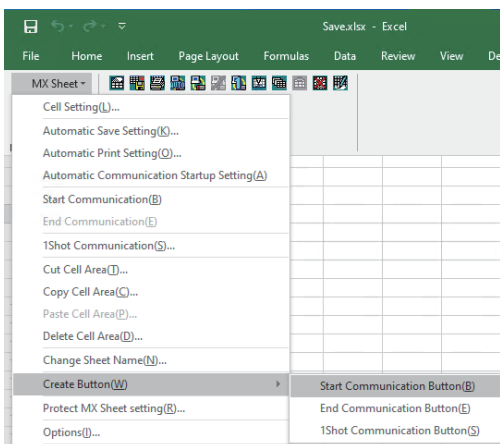 Save.xlsx - Excel
File Home Insert Page Layout Formulas Data Review View De
MX Sheet
Cell Setting(L)...
Automatic Save Setting(K)...
Automatic Print Setting(O)...
Automatic Communication Startup Setting(A)
Start Communication(B)
End Communication(E)
1Shot Communication(S)...
Cut Cell Area(T)...
Copy Cell Area(C)...
Paste Cell Area(P)...
Delete Cell Area(D)...
Change Sheet Name(N)...
Create Button(W)
Start Communication Button(B)
Protect MX Sheet setting(R)...
End Communication Button(E)
Options(I)...
1Shot Communication Button(S)